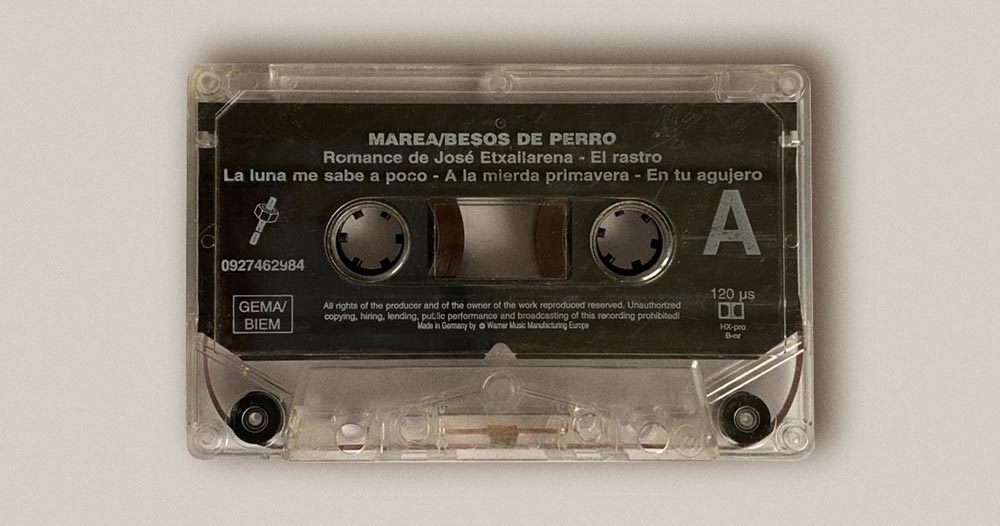 MAREA/BESOS DE PERRO
Romance de José Etxailarena - El rastro
La luna me sabe a poco - A la mierda primavera - En tu agujero
A
0927462984
GEMA/
BIEM
All rights of the producer and of the owner of the work reproduced reserved. Unauthorized
copying, hiring, lending, public performance and broadcasting of this recording prohibited!
Made in Germany by Warner Music Manufacturing Europe
120 µs
HX-pro
B-nr